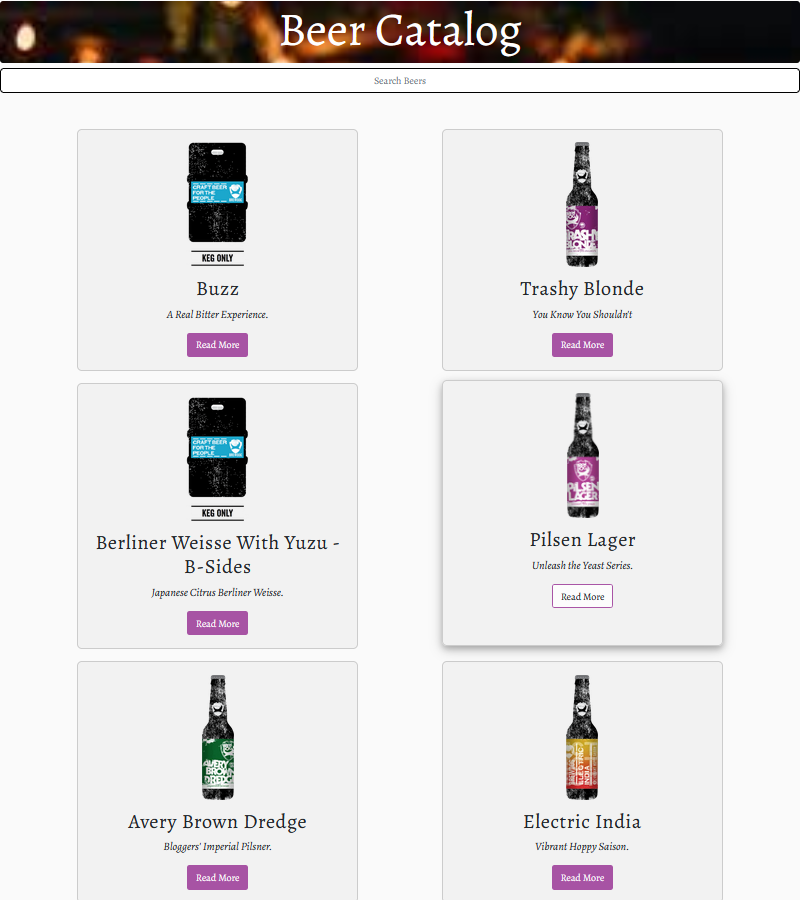 Beer Catalog
Search Beers
CRAFT BEER
FOR THE
PEOPLE
KEG ONLY
Buzz
A Real Bitter Experience.
Read More
TRASHY
BLONDE
Trashy Blonde
You Know You Shouldn't
Read More
CRAFT BEER
FOR THE
PEOPLE
KEG ONLY
Berliner Weisse With Yuzu -
B-Sides
Japanese Citrus Berliner Weisse.
Read More
PILSEN
LAGER
Pilsen Lager
Unleash the Yeast Series.
Read More
AVERY
BROWN
DREDGE
Avery Brown Dredge
Bloggers' Imperial Pilsner.
Read More
ELECTRIC
INDIA
Electric India
Vibrant Hoppy Saison.
Read More